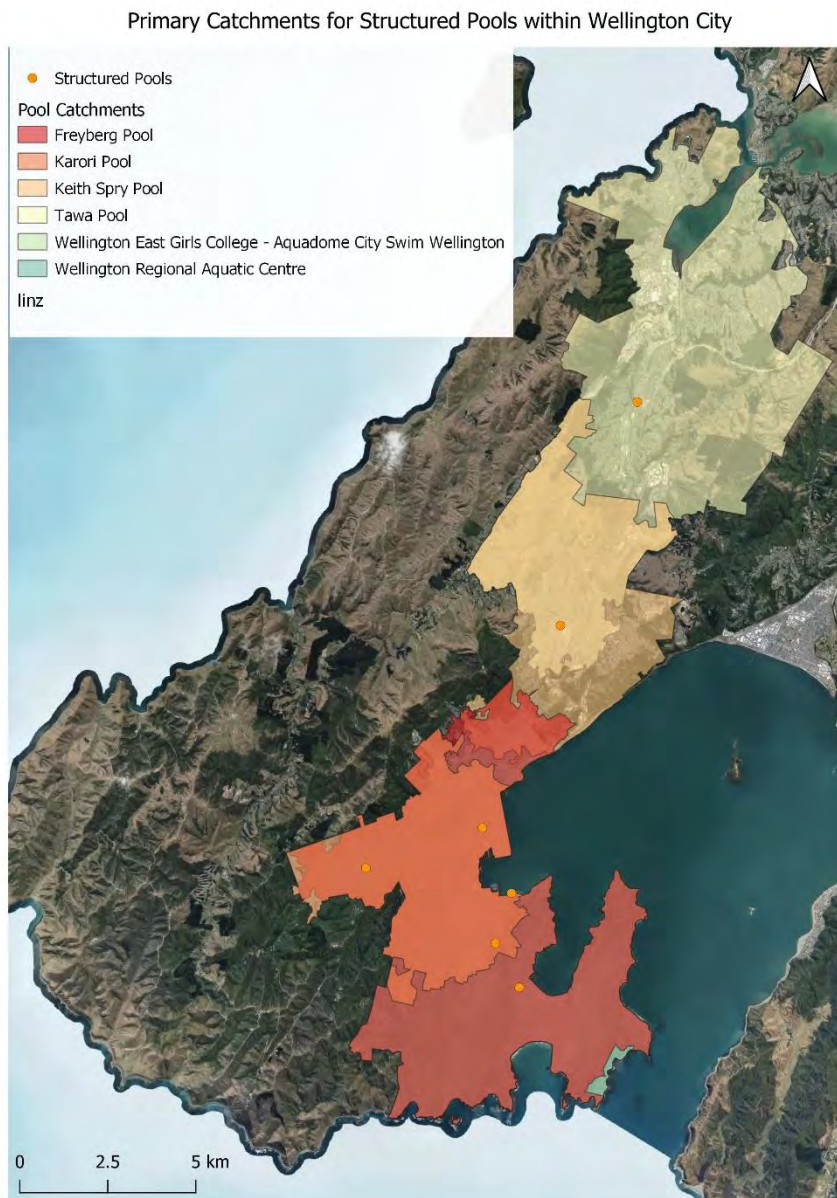 Primary Catchments for Structured Pools within Wellington City
Structured Pools
Pool Catchments
Freyberg Pool
Karori Pool
Keith Spry Pool
Tawa Pool
Wellington East Girls College - Aquadome City Swim Wellington
Wellington Regional Aquatic Centre
linz
0 2.5 5 km